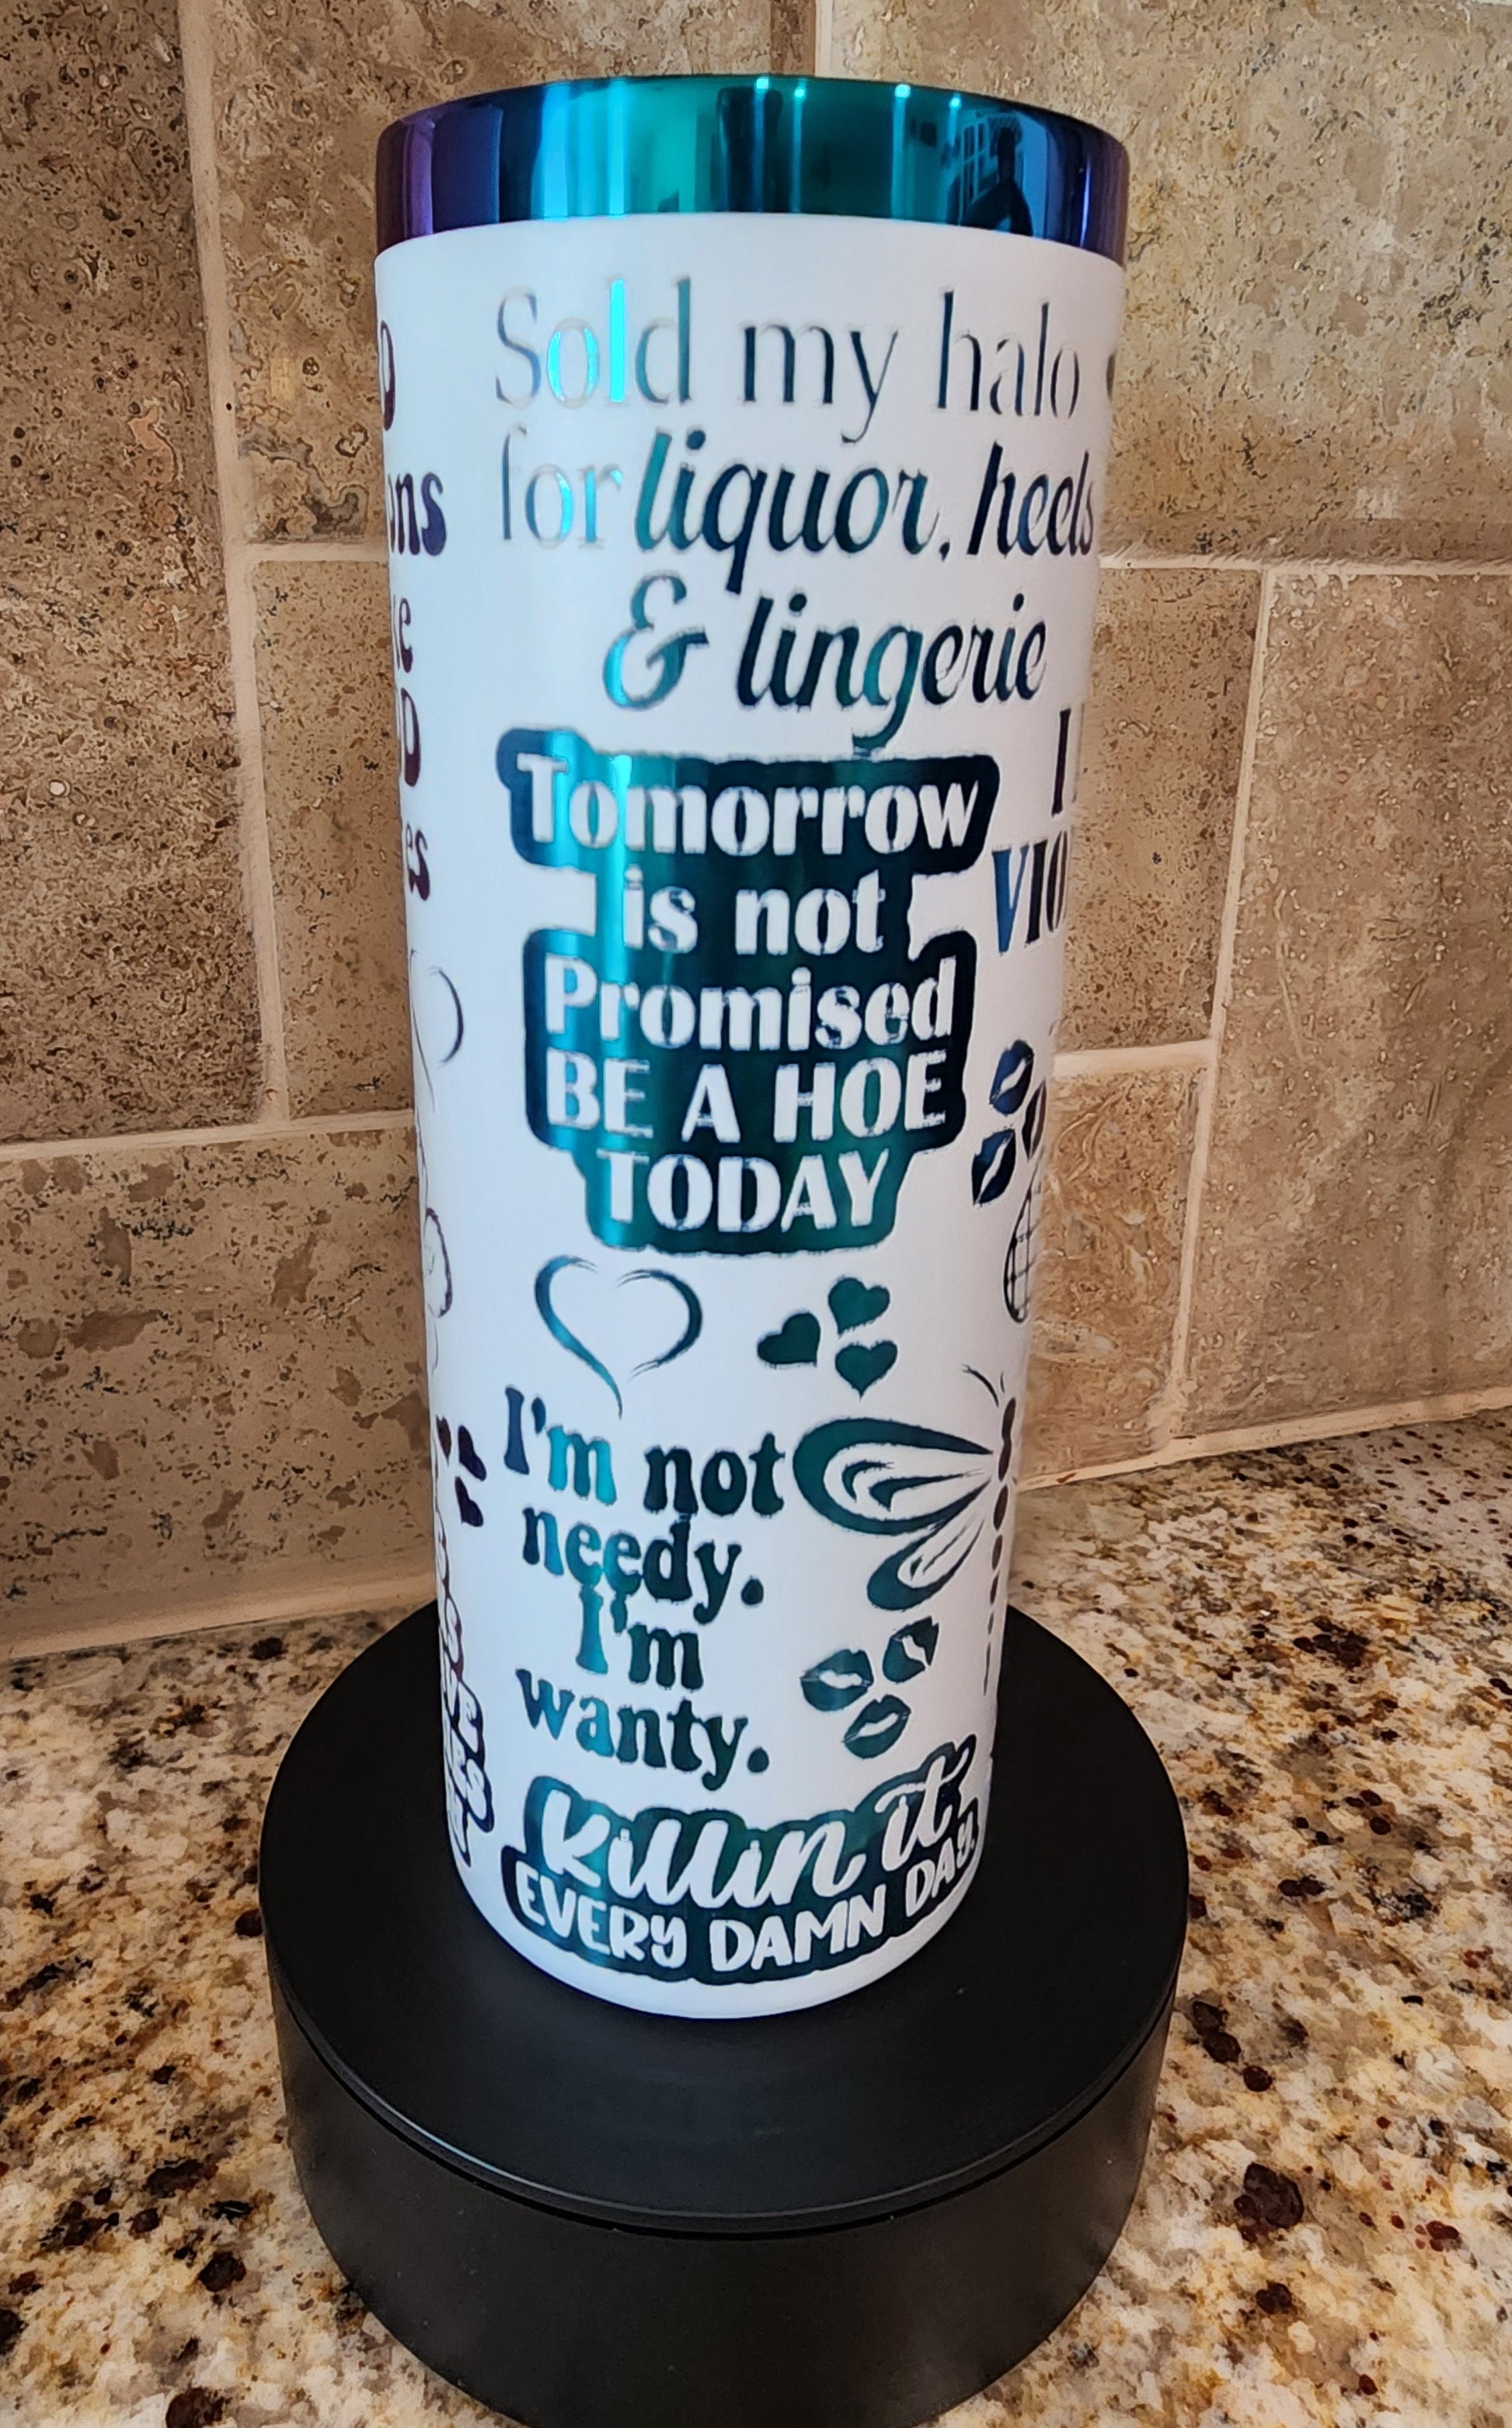 Sold my halo
for liquor, heels
& lingerie
Tomorrow
is not
Promised
BE A HOE
TODAY
I'm not
needy.
I'm
wanty.
Killin it
EVERY DAMN DAY.